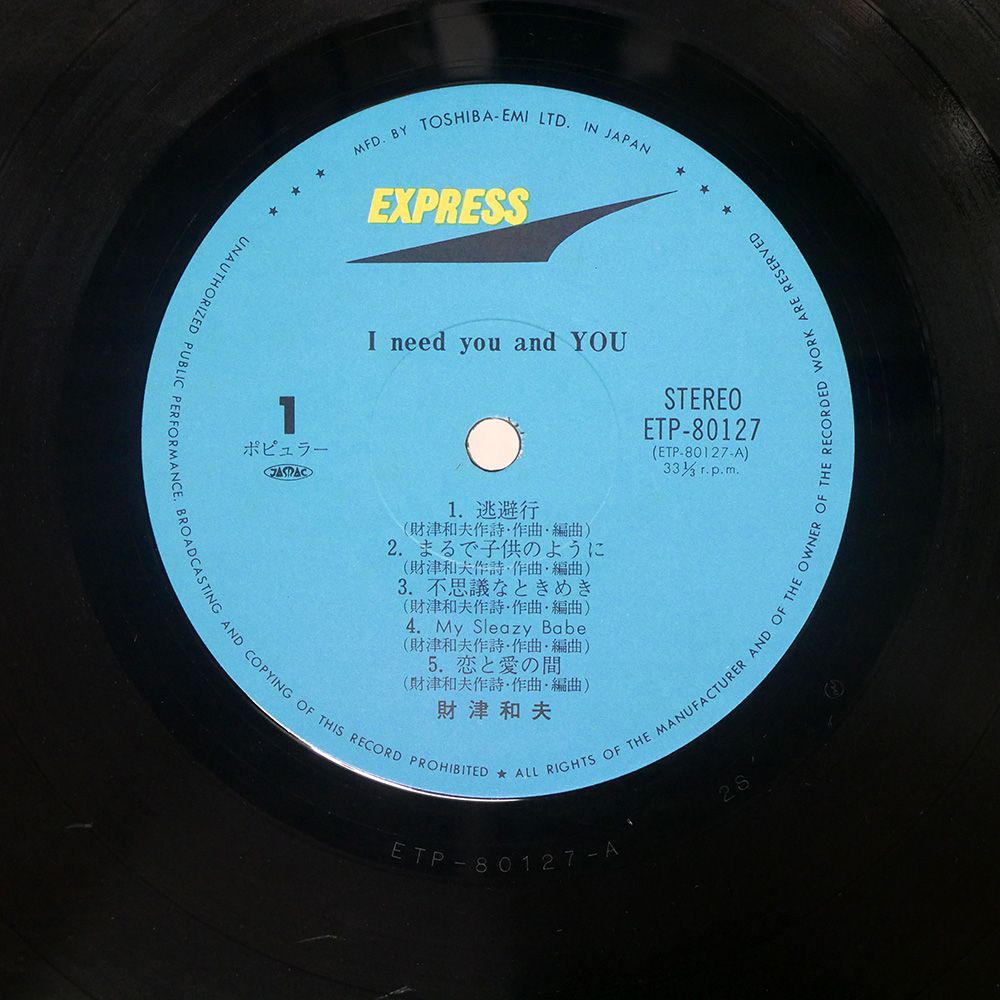 MFD. BY TOSHIBA-EMI LTD. IN JAPAN
EXPRESS
I need you and YOU
1
ポピュラー
JASRAC
STEREO
ETP-80127
(ETP-80127-A)
33 1/3 r.p.m.
1. 逃避行
(財津和夫作詩・作曲・編曲)
2. まるで子供のように
(財津和夫作詩・作曲・編曲)
3. 不思議なときめき
(財津和夫作詩・作曲・編曲)
4. My Sleazy Babe
(財津和夫作詩・作曲・編曲)
5. 恋と愛の間
(財津和夫作詩・作曲・編曲)
財津和夫
UNAUTHORIZED PUBLIC PERFORMANCE, BROADCASTING AND COPYING OF THIS RECORD PROHIBITED ★ ALL RIGHTS OF THE MANUFACTURER AND OF THE OWNER OF THE RECORDED WORK ARE RESERVED
ETP-80127-A
2S